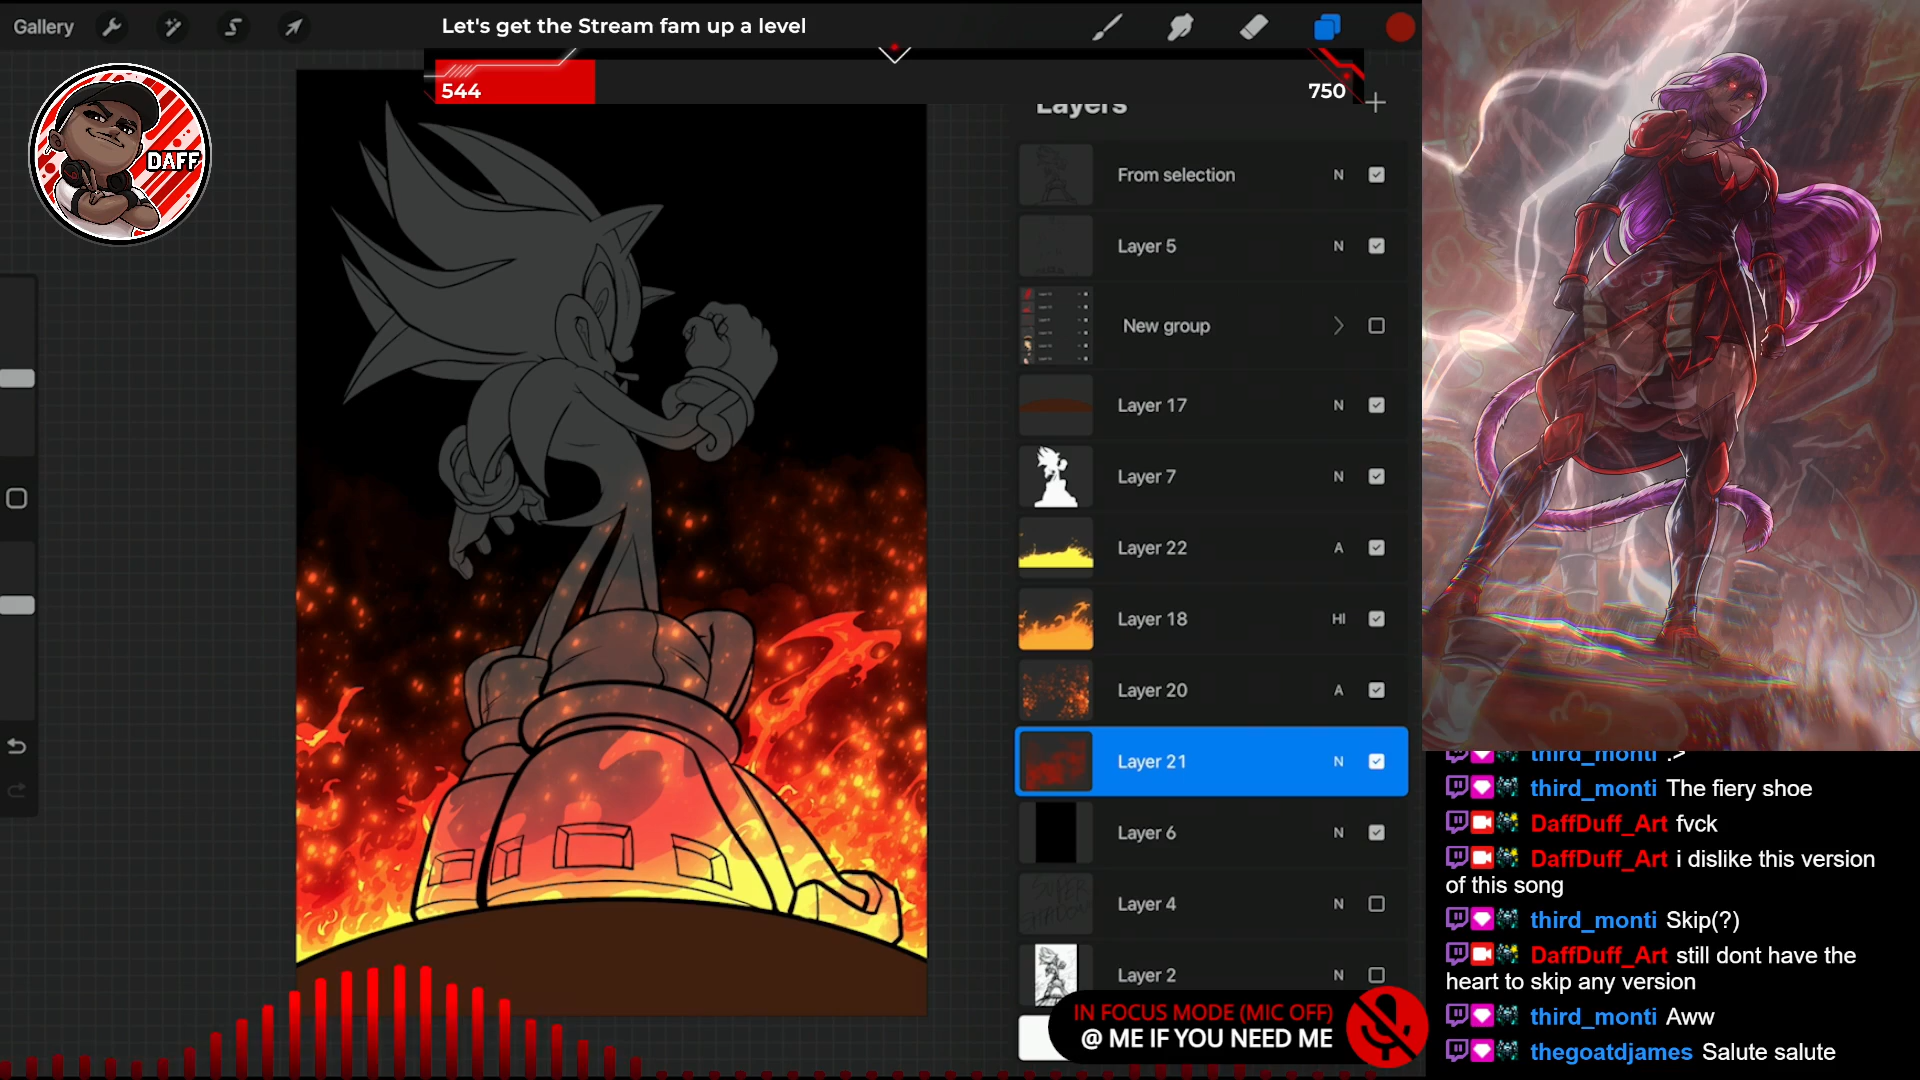 Gallery
Let's get the Stream fam up a level
544
750
DAFF
Layers
From selection N
Layer 5 N
New group
Layer 17 N
Layer 7 N
Layer 22 A
Layer 18 HI
Layer 20 A
Layer 21 N
Layer 6 N
Layer 4 N
Layer 2 N
IN FOCUS MODE (MIC OFF)
@ ME IF YOU NEED ME
third_monti :>
third_monti The fiery shoe
DaffDuff_Art fvck
DaffDuff_Art i dislike this version
of this song
third_monti Skip(?)
DaffDuff_Art still dont have the
heart to skip any version
third_monti Aww
thegoatdjames Salute salute